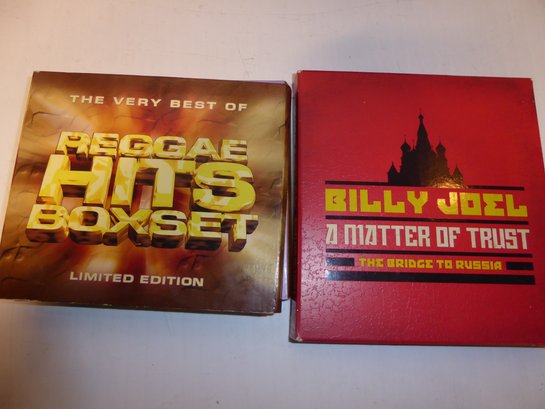 THE VERY BEST OF
REGGAE
HITS
BOXSET
LIMITED EDITION
BILLY JOEL
A MATTER OF TRUST
THE BRIDGE TO RUSSIA